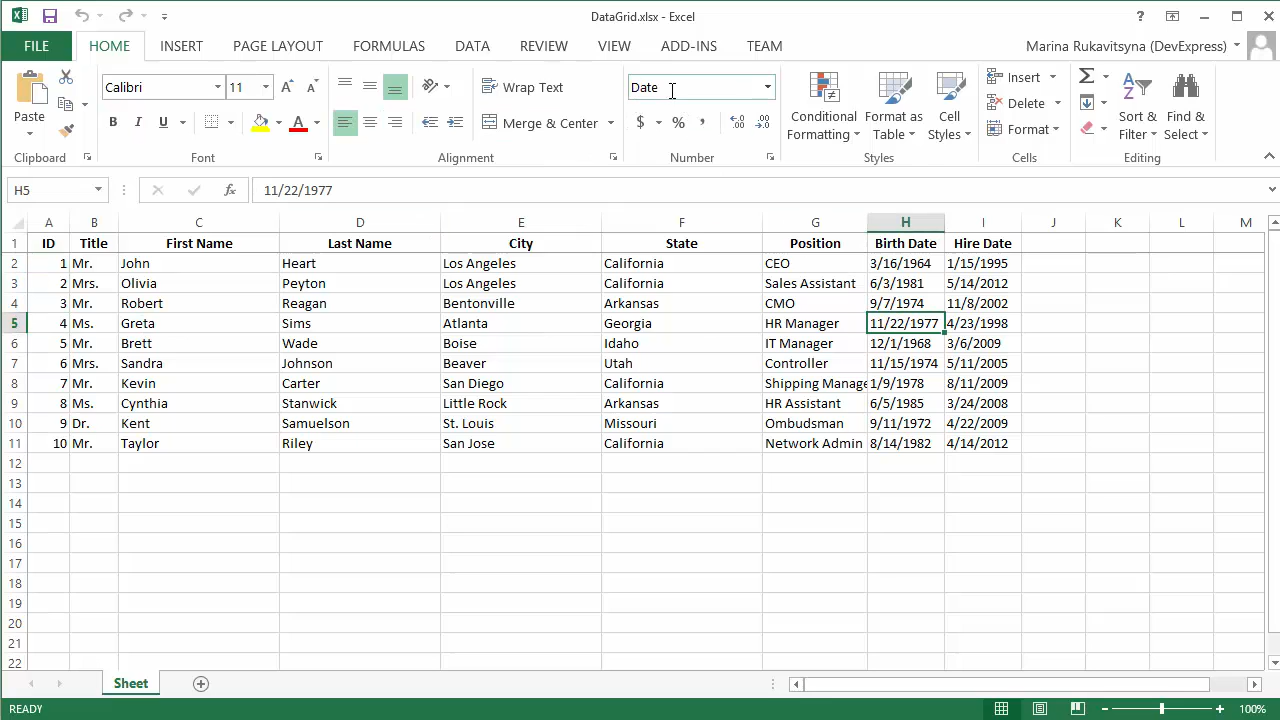 DataGrid.xlsx - Excel
?
FILE HOME INSERT PAGE LAYOUT FORMULAS DATA REVIEW VIEW ADD-INS TEAM Marina Rukavitsyna (DevExpress)
Paste
Clipboard
Calibri 11 A A
B I U A
Font
Wrap Text
Merge & Center
Alignment
Date
$ % ,
Number
Conditional Formatting
Format as Table
Cell Styles
Styles
Insert
Delete
Format
Cells
Σ
Sort & Filter
Find & Select
Editing
H5 fx 11/22/1977
A B C D E F G H I J K L M
1 ID Title First Name Last Name City State Position Birth Date Hire Date
2 1 Mr. John Heart Los Angeles California CEO 3/16/1964 1/15/1995
3 2 Mrs. Olivia Peyton Los Angeles California Sales Assistant 6/3/1981 5/14/2012
4 3 Mr. Robert Reagan Bentonville Arkansas CMO 9/7/1974 11/8/2002
5 4 Ms. Greta Sims Atlanta Georgia HR Manager 11/22/1977 4/23/1998
6 5 Mr. Brett Wade Boise Idaho IT Manager 12/1/1968 3/6/2009
7 6 Mrs. Sandra Johnson Beaver Utah Controller 11/15/1974 5/11/2005
8 7 Mr. Kevin Carter San Diego California Shipping Manage 1/9/1978 8/11/2009
9 8 Ms. Cynthia Stanwick Little Rock Arkansas HR Assistant 6/5/1985 3/24/2008
10 9 Dr. Kent Samuelson St. Louis Missouri Ombudsman 9/11/1972 4/22/2009
11 10 Mr. Taylor Riley San Jose California Network Admin 8/14/1982 4/14/2012
12
13
14
15
16
17
18
19
20
21
22
Sheet
READY 100%